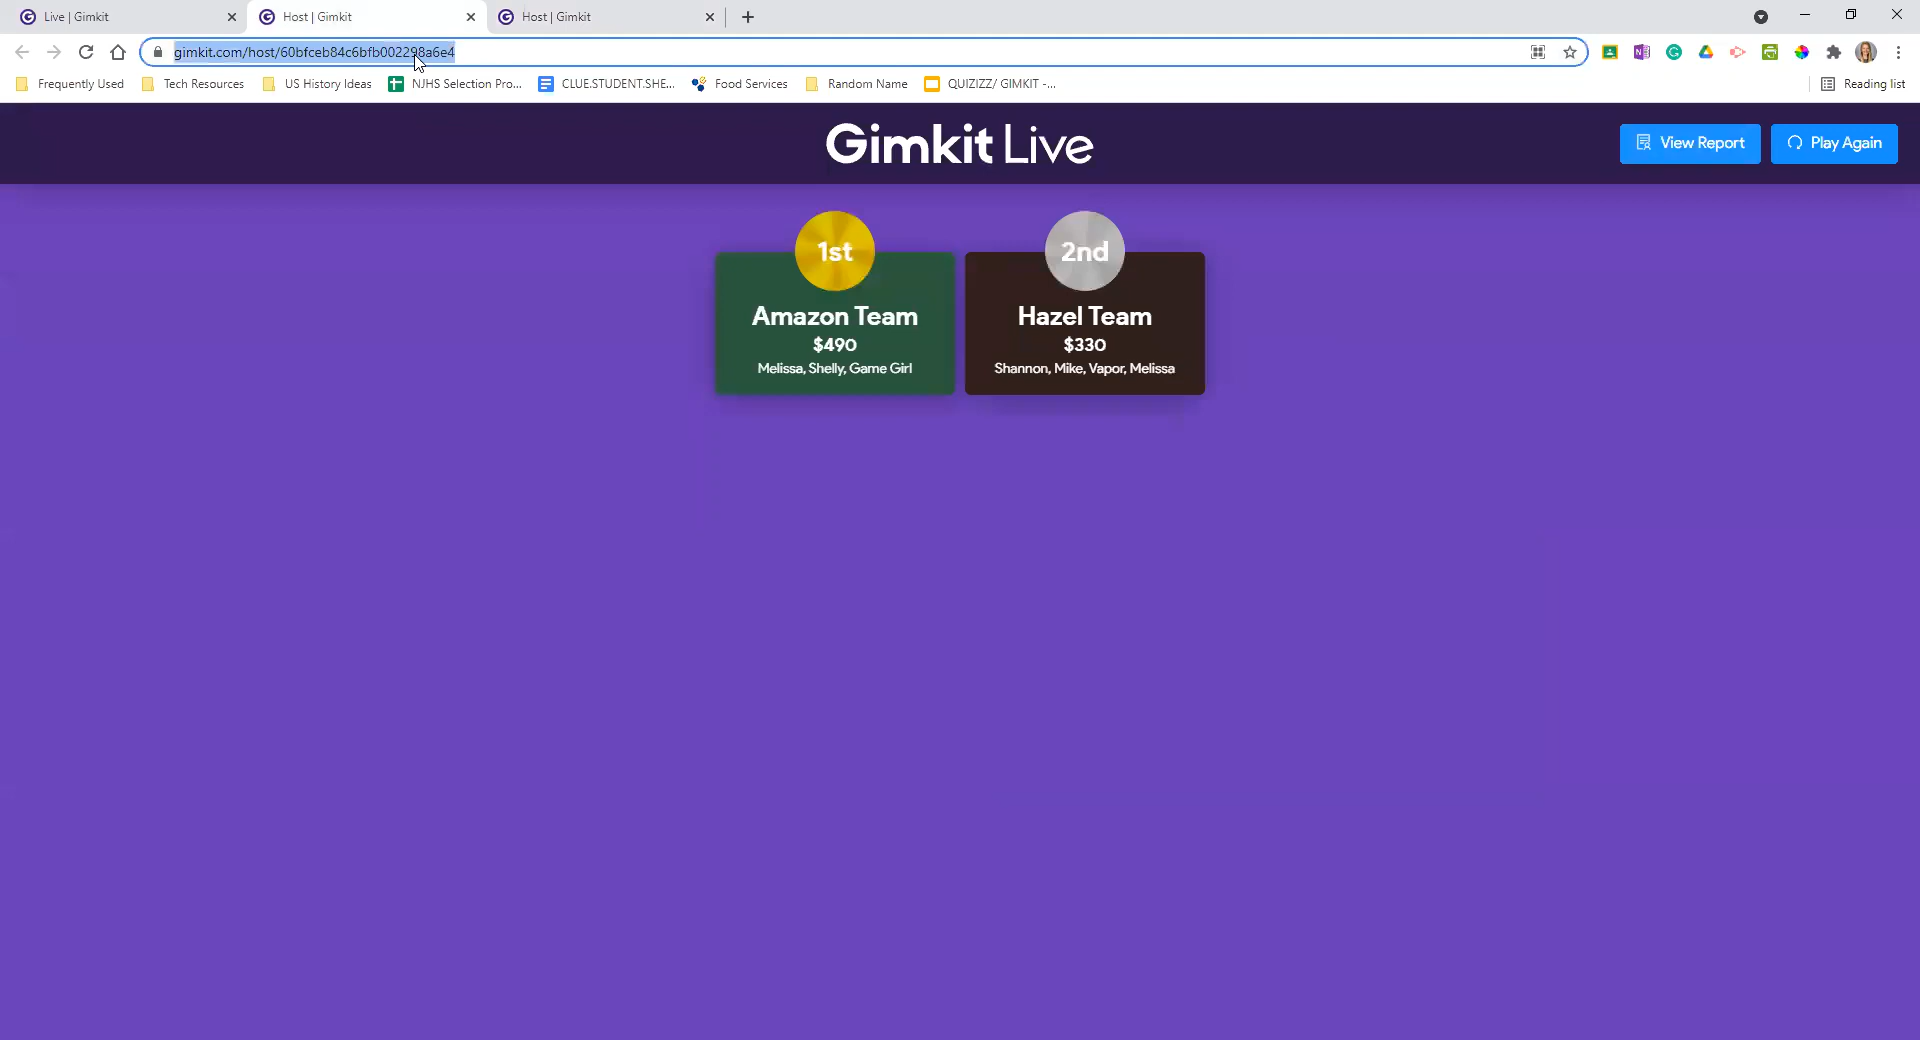 Live | Gimkit
Host | Gimkit
Host | Gimkit
gimkit.com/host/60bfceb84c6bfb002298a6e4
Frequently Used
Tech Resources
US History Ideas
NJHS Selection Pro...
CLUE.STUDENT.SHE...
Food Services
Random Name
QUIZIZZ/ GIMKIT -...
Reading list
Gimkit Live
View Report
Play Again
1st
Amazon Team
$490
Melissa, Shelly, Game Girl
2nd
Hazel Team
$330
Shannon, Mike, Vapor, Melissa